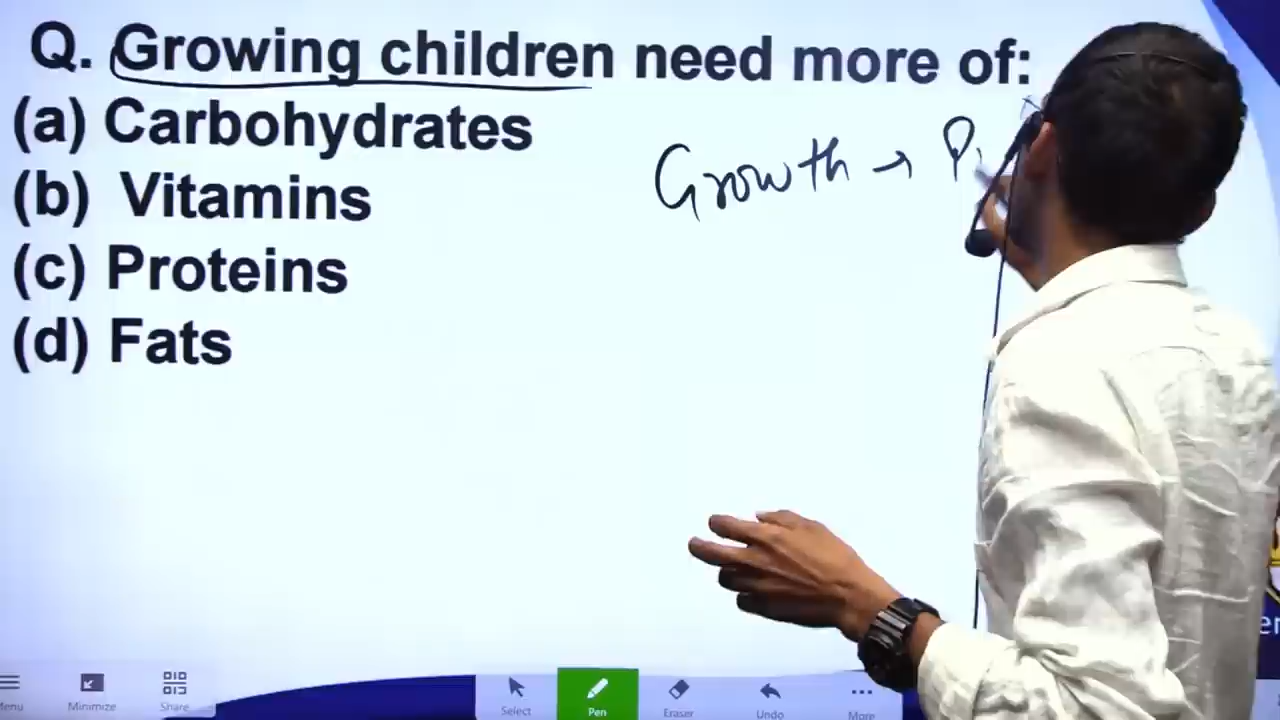 Q. Growing children need more of:
(a) Carbohydrates
Growth →
(b) Vitamins
(c) Proteins
(d) Fats
Menu
Minimize
Share
Select
Pen
Eraser
Undo
More